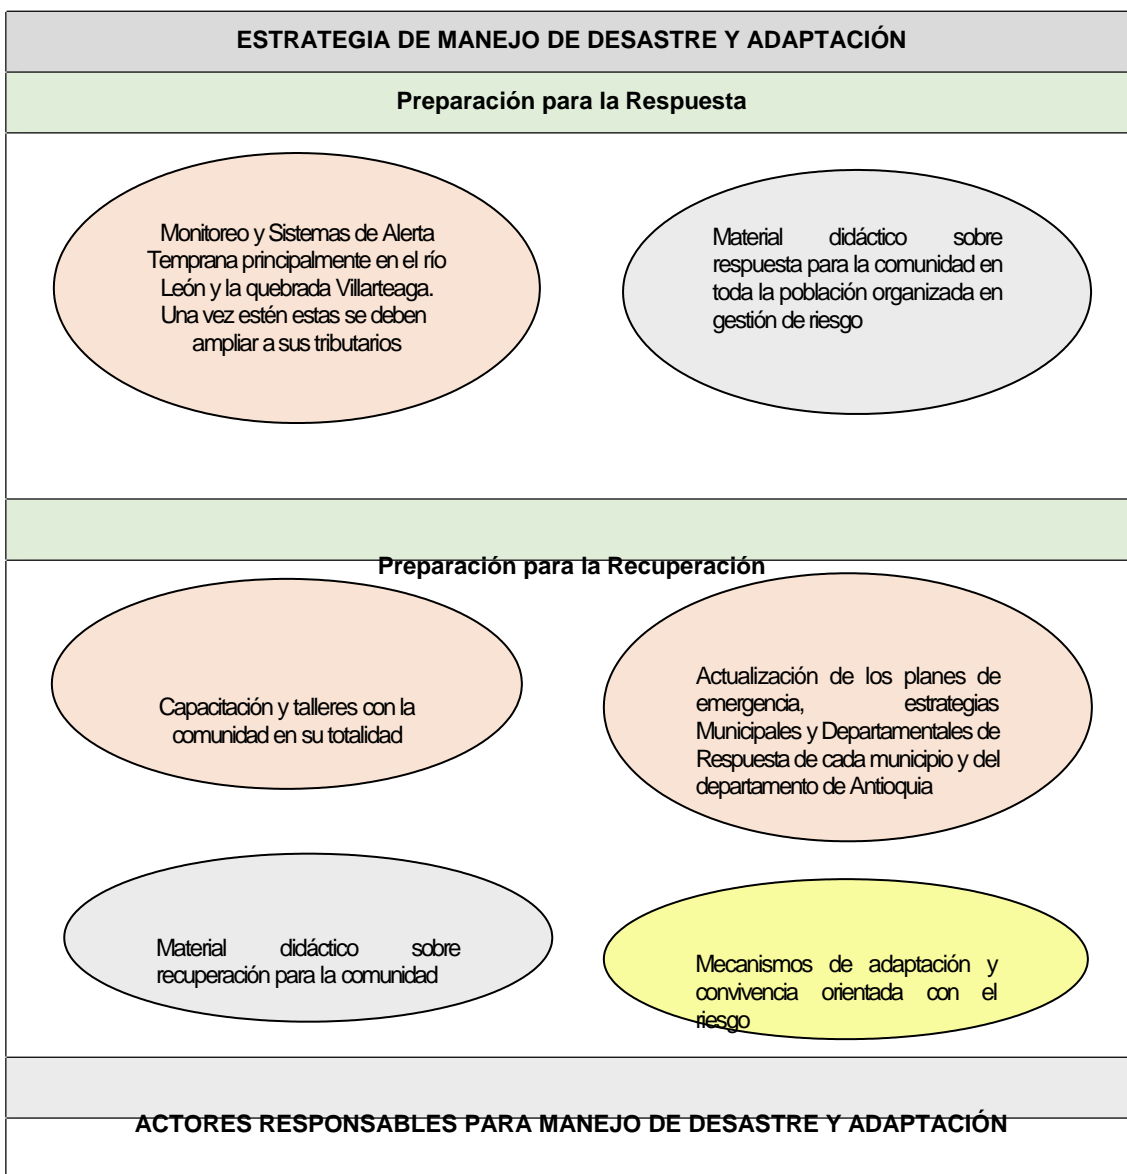 ESTRATEGIA DE MANEJO DE DESASTRE Y ADAPTACIÓN
Preparación para la Respuesta
Monitoreo y Sistemas de Alerta
Temprana principalmente en el río
León y la quebrada Villarteaga.
Una vez estén estas se deben
ampliar a sus tributarios
Material didáctico sobre
respuesta para la comunidad en
toda la población organizada en
gestión de riesgo
Preparación para la Recuperación
Capacitación y talleres con la
comunidad en su totalidad
Actualización de los planes de
emergencia, estrategias
Municipales y Departamentales de
Respuesta de cada municipio y del
departamento de Antioquia
Material didáctico sobre
recuperación para la comunidad
Mecanismos de adaptación y
convivencia orientada con el
riesgo
ACTORES RESPONSABLES PARA MANEJO DE DESASTRE Y ADAPTACIÓN